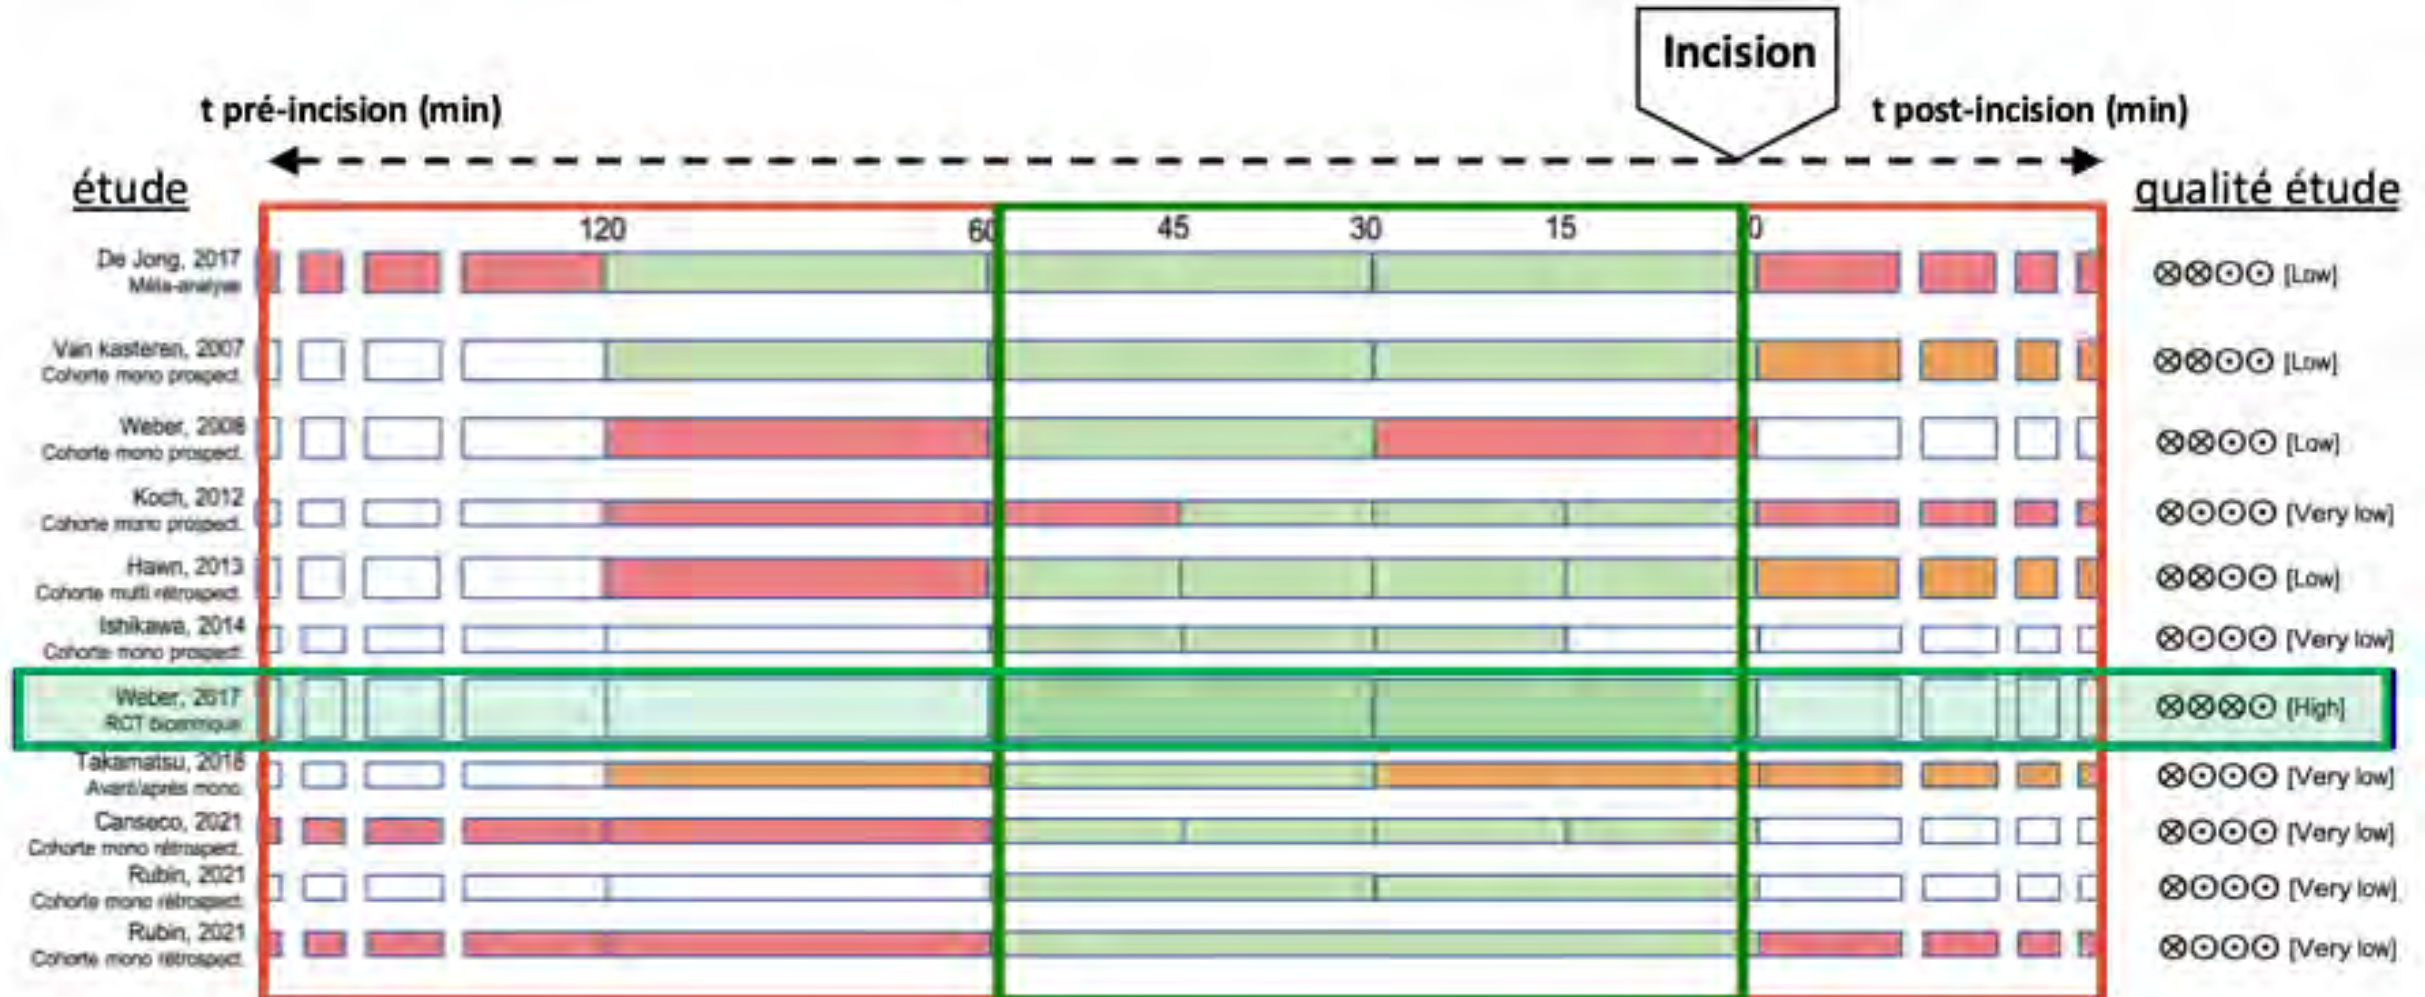 Incision
t pré-incision (min)
t post-incision (min)
étude
qualité étude
120 60 45 30 15 0
De Jong, 2017
Méta-analyse
⊗⊗⊙⊙ [Low]
Van kasteren, 2007
Cohorte mono prospect.
⊗⊗⊙⊙ [Low]
Weber, 2008
Cohorte mono prospect.
⊗⊗⊙⊙ [Low]
Koch, 2012
Cohorte mono prospect.
⊗⊙⊙⊙ [Very low]
Hawn, 2013
Cohorte multi rétrospect.
⊗⊗⊙⊙ [Low]
Ishikawa, 2014
Cohorte mono prospect.
⊗⊙⊙⊙ [Very low]
Weber, 2017
RCT bicentrique
⊗⊗⊗⊙ [High]
Takamatsu, 2018
Avant/après mono.
⊗⊙⊙⊙ [Very low]
Canseco, 2021
Cohorte mono rétrospect.
⊗⊙⊙⊙ [Very low]
Rubin, 2021
Cohorte mono rétrospect.
⊗⊙⊙⊙ [Very low]
Rubin, 2021
Cohorte mono rétrospect.
⊗⊙⊙⊙ [Very low]